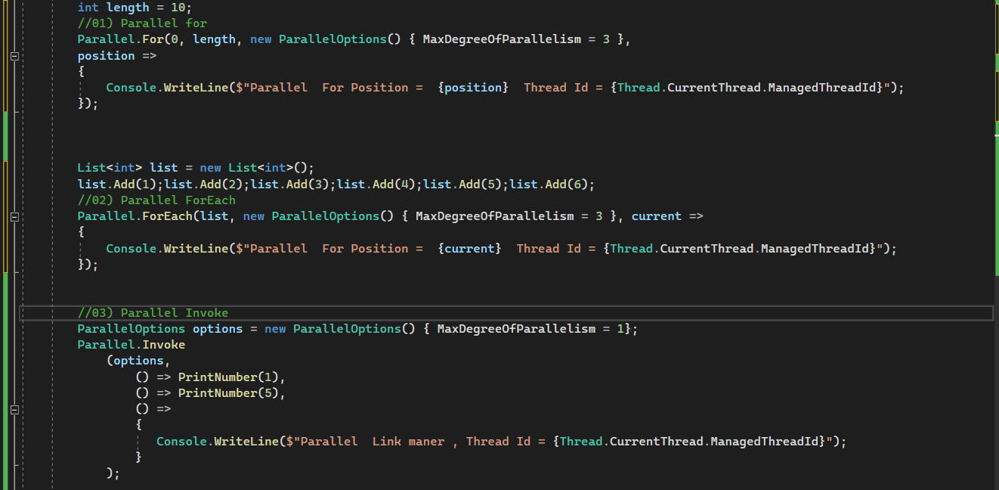 int length = 10;
//01) Parallel for
Parallel.For(0, length, new ParallelOptions() { MaxDegreeOfParallelism = 3 },
position =>
{
Console.WriteLine($"Parallel  For Position =  {position}  Thread Id = {Thread.CurrentThread.ManagedThreadId}");
});
List<int> list = new List<int>();
list.Add(1);list.Add(2);list.Add(3);list.Add(4);list.Add(5);list.Add(6);
//02) Parallel ForEach
Parallel.ForEach(list, new ParallelOptions() { MaxDegreeOfParallelism = 3 }, current =>
{
Console.WriteLine($"Parallel  For Position =  {current}  Thread Id = {Thread.CurrentThread.ManagedThreadId}");
});
//03) Parallel Invoke
ParallelOptions options = new ParallelOptions() { MaxDegreeOfParallelism = 1};
Parallel.Invoke
(options,
() => PrintNumber(1),
() => PrintNumber(5),
() =>
{
Console.WriteLine($"Parallel  Link maner , Thread Id = {Thread.CurrentThread.ManagedThreadId}");
}
);